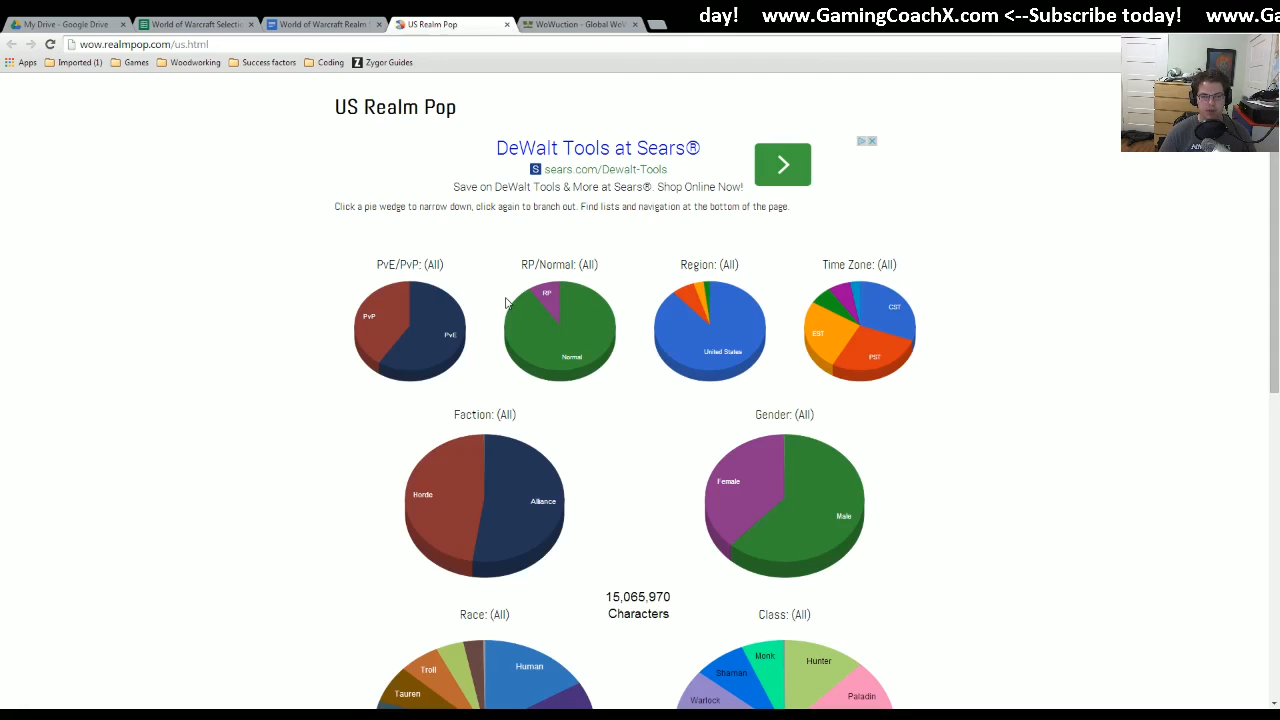 day!    www.GamingCoachX.com <--Subscribe today!    www.Ga
My Drive - Google Drive
World of Warcraft Selecti
World of Warcraft Realm
US Realm Pop
WoWuction - Global WoW
wow.realmpop.com/us.html
Apps
Imported (1)
Games
Woodworking
Success factors
Coding
Z Zygor Guides
US Realm Pop
DeWalt Tools at Sears®
S sears.com/Dewalt-Tools
Save on DeWalt Tools & More at Sears®. Shop Online Now!
Click a pie wedge to narrow down, click again to branch out. Find lists and navigation at the bottom of the page.
PvE/PvP: (All)
RP/Normal: (All)
Region: (All)
Time Zone: (All)
PvP
PvE
RP
Normal
United States
CST
EST
PST
Faction: (All)
Gender: (All)
Horde
Alliance
Female
Male
15,065,970
Characters
Race: (All)
Class: (All)
Troll
Human
Tauren
Monk
Hunter
Shaman
Paladin
Warlock